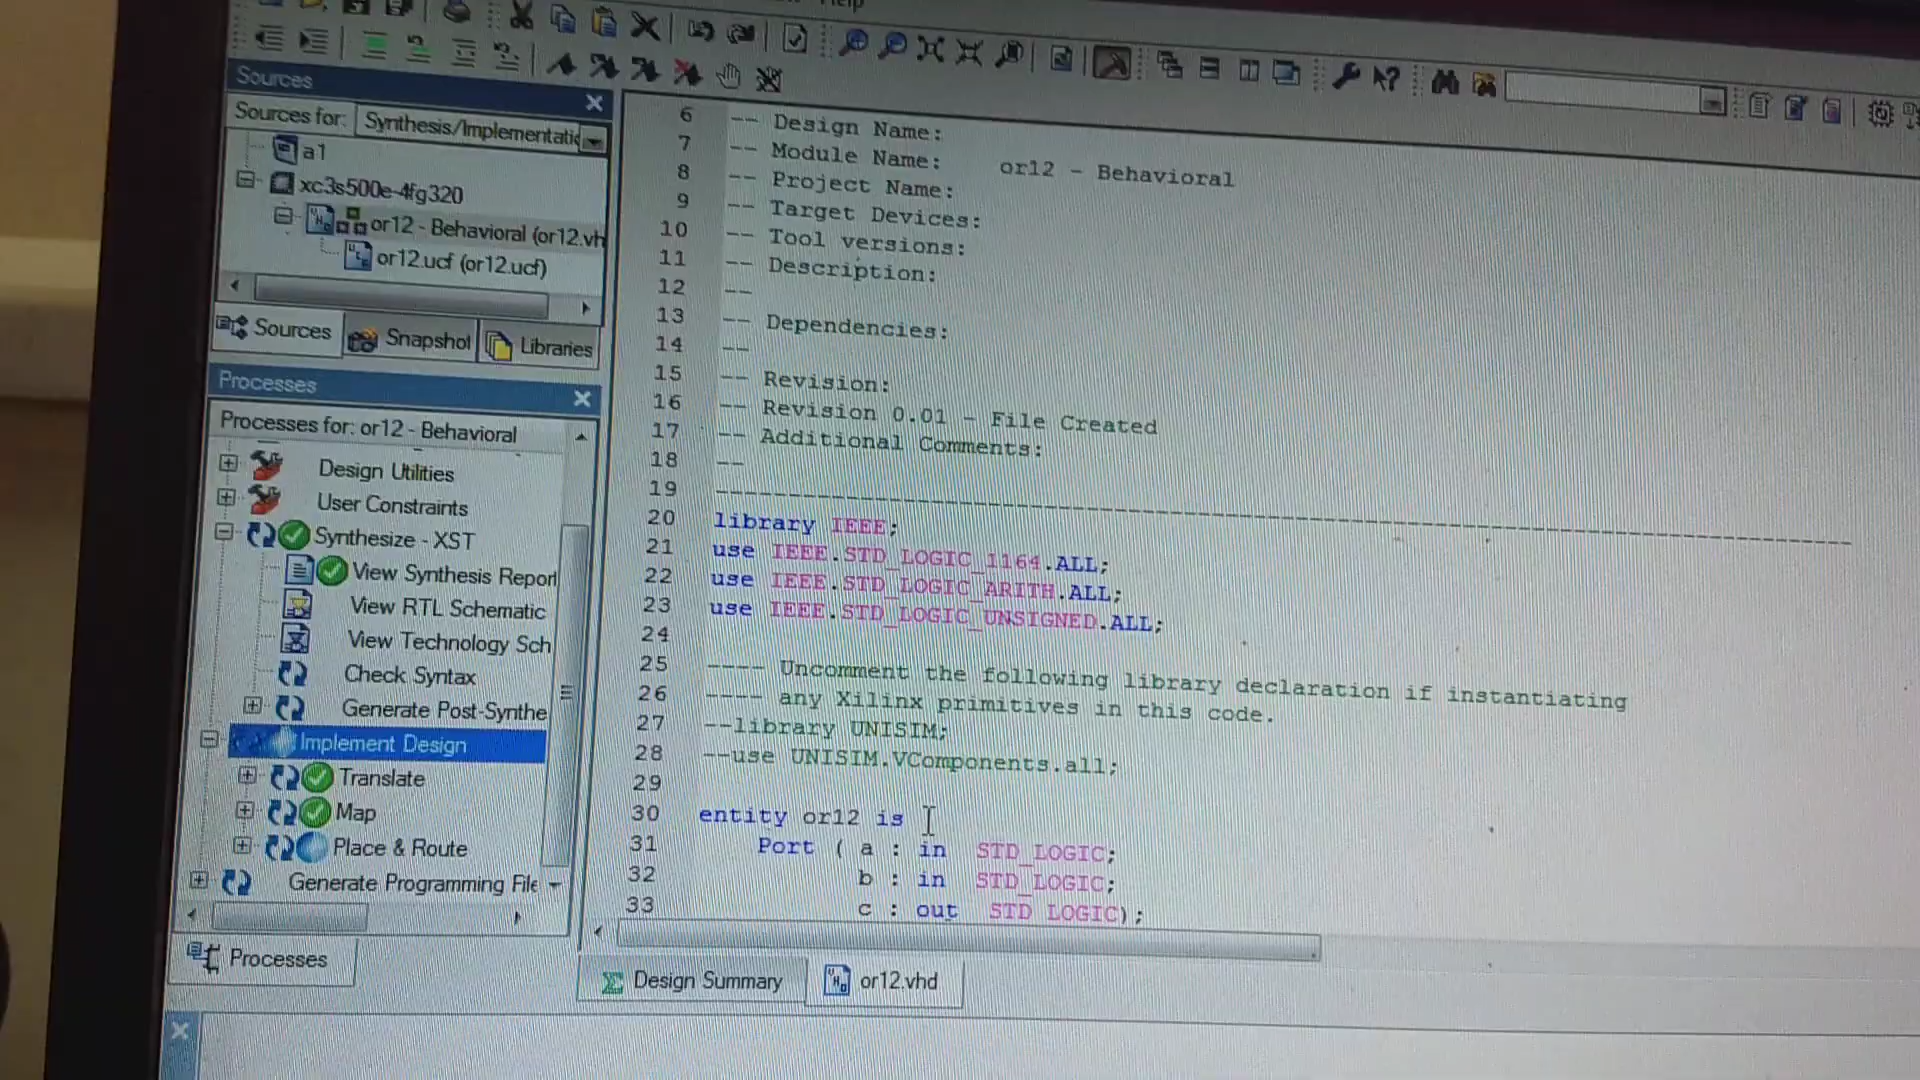 Help
Sources
Sources for: Synthesis/Implementatio
a1
xc3s500e-4fg320
or12 - Behavioral (or12.vh
or12.ucf (or12.ucf)
Sources
Snapshot
Libraries
Processes
Processes for: or12 - Behavioral
Design Utilities
User Constraints
Synthesize - XST
View Synthesis Report
View RTL Schematic
View Technology Sch
Check Syntax
Generate Post-Synthe
Implement Design
Translate
Map
Place & Route
Generate Programming File
Processes
6 -- Design Name:
7 -- Module Name: or12 - Behavioral
8 -- Project Name:
9 -- Target Devices:
10 -- Tool versions:
11 -- Description:
12 --
13 -- Dependencies:
14 --
15 -- Revision:
16 -- Revision 0.01 - File Created
17 -- Additional Comments:
18 --
19 ----------------------------------------------------------------------------------
20 library IEEE;
21 use IEEE.STD_LOGIC_1164.ALL;
22 use IEEE.STD_LOGIC_ARITH.ALL;
23 use IEEE.STD_LOGIC_UNSIGNED.ALL;
24
25 ---- Uncomment the following library declaration if instantiating
26 ---- any Xilinx primitives in this code.
27 --library UNISIM;
28 --use UNISIM.VComponents.all;
29
30 entity or12 is
31 Port ( a : in STD_LOGIC;
32 b : in STD_LOGIC;
33 c : out STD_LOGIC);
Design Summary
or12.vhd